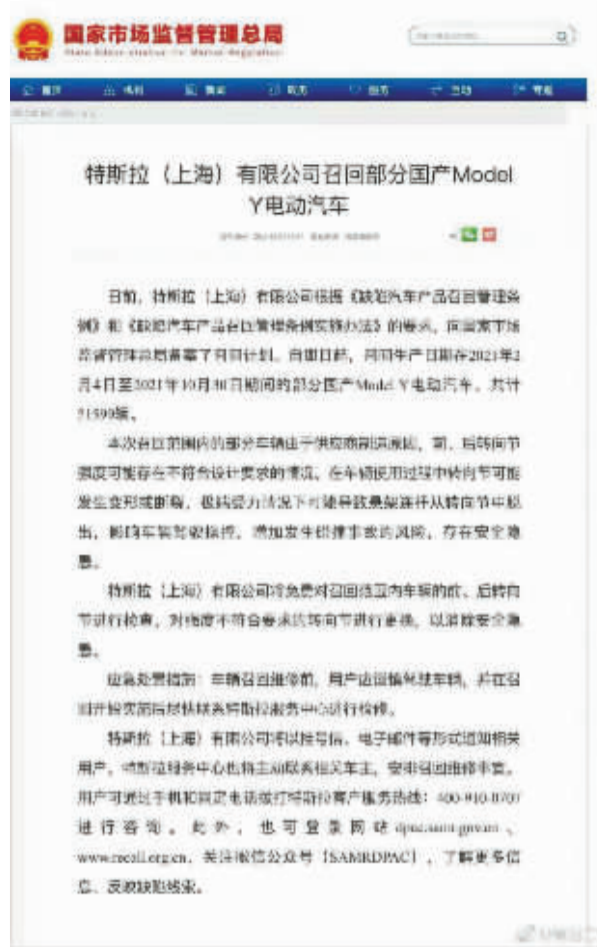 国家市场监督管理总局
特斯拉（上海）有限公司召回部分国产Model
Y电动汽车
日前，特斯拉（上海）有限公司根据《缺陷汽车产品召回管理条
例》和《缺陷汽车产品召回管理条例实施办法》的要求，向国家市场
监督管理总局备案了召回计划。自即日起，召回生产日期在2021年2
月4日至2021年10月30日期间的部分国产Model Y电动汽车，共计
21599辆。
本次召回范围内的部分车辆由于供应商制造原因，前、后转向节
强度可能存在不符合设计要求的情况，在车辆使用过程中转向节可能
发生变形或断裂，极端受力情况下可能导致悬架连杆从转向节中脱
出，影响车辆驾驶操控，增加发生碰撞事故的风险，存在安全隐
患。
特斯拉（上海）有限公司将免费对召回范围内车辆的前、后转向
节进行检查，对强度不符合要求的转向节进行更换，以消除安全隐
患。
应急处置措施：车辆召回维修前，用户应谨慎驾驶车辆，并在召
回开始实施后尽快联系特斯拉服务中心进行检修。
特斯拉（上海）有限公司将以挂号信、电子邮件等形式通知相关
用户，特斯拉服务中心也将主动联系相关车主，安排召回维修事宜。
用户可通过手机和固定电话拨打特斯拉客户服务热线：400-910-0707
进行咨询。此外，也可登录网站dpac.samr.gov.cn、
www.recall.org.cn，关注微信公众号（SAMRDPAC），了解更多信
息、反映缺陷线索。